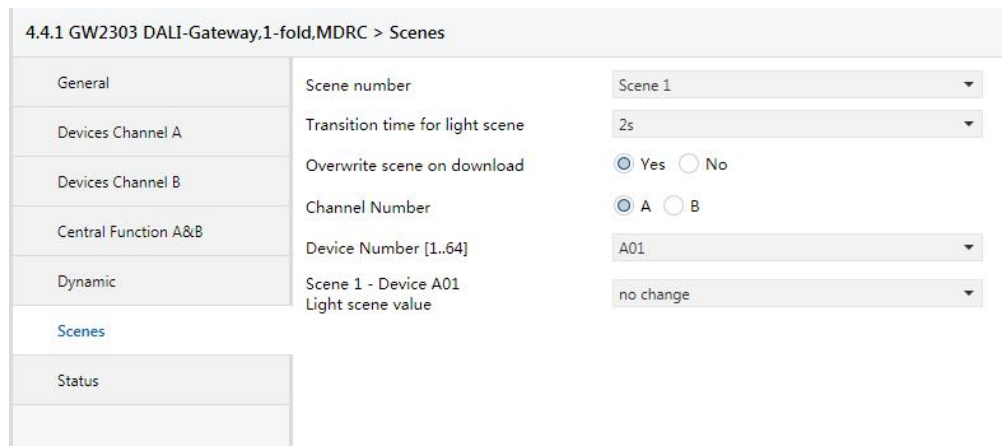 4.4.1 GW2303 DALI-Gateway,1-fold,MDRC > Scenes
General
Devices Channel A
Devices Channel B
Central Function A&B
Dynamic
Scenes
Status
Scene number Scene 1
Transition time for light scene 2s
Overwrite scene on download Yes No
Channel Number A B
Device Number [1..64] A01
Scene 1 - Device A01
Light scene value no change